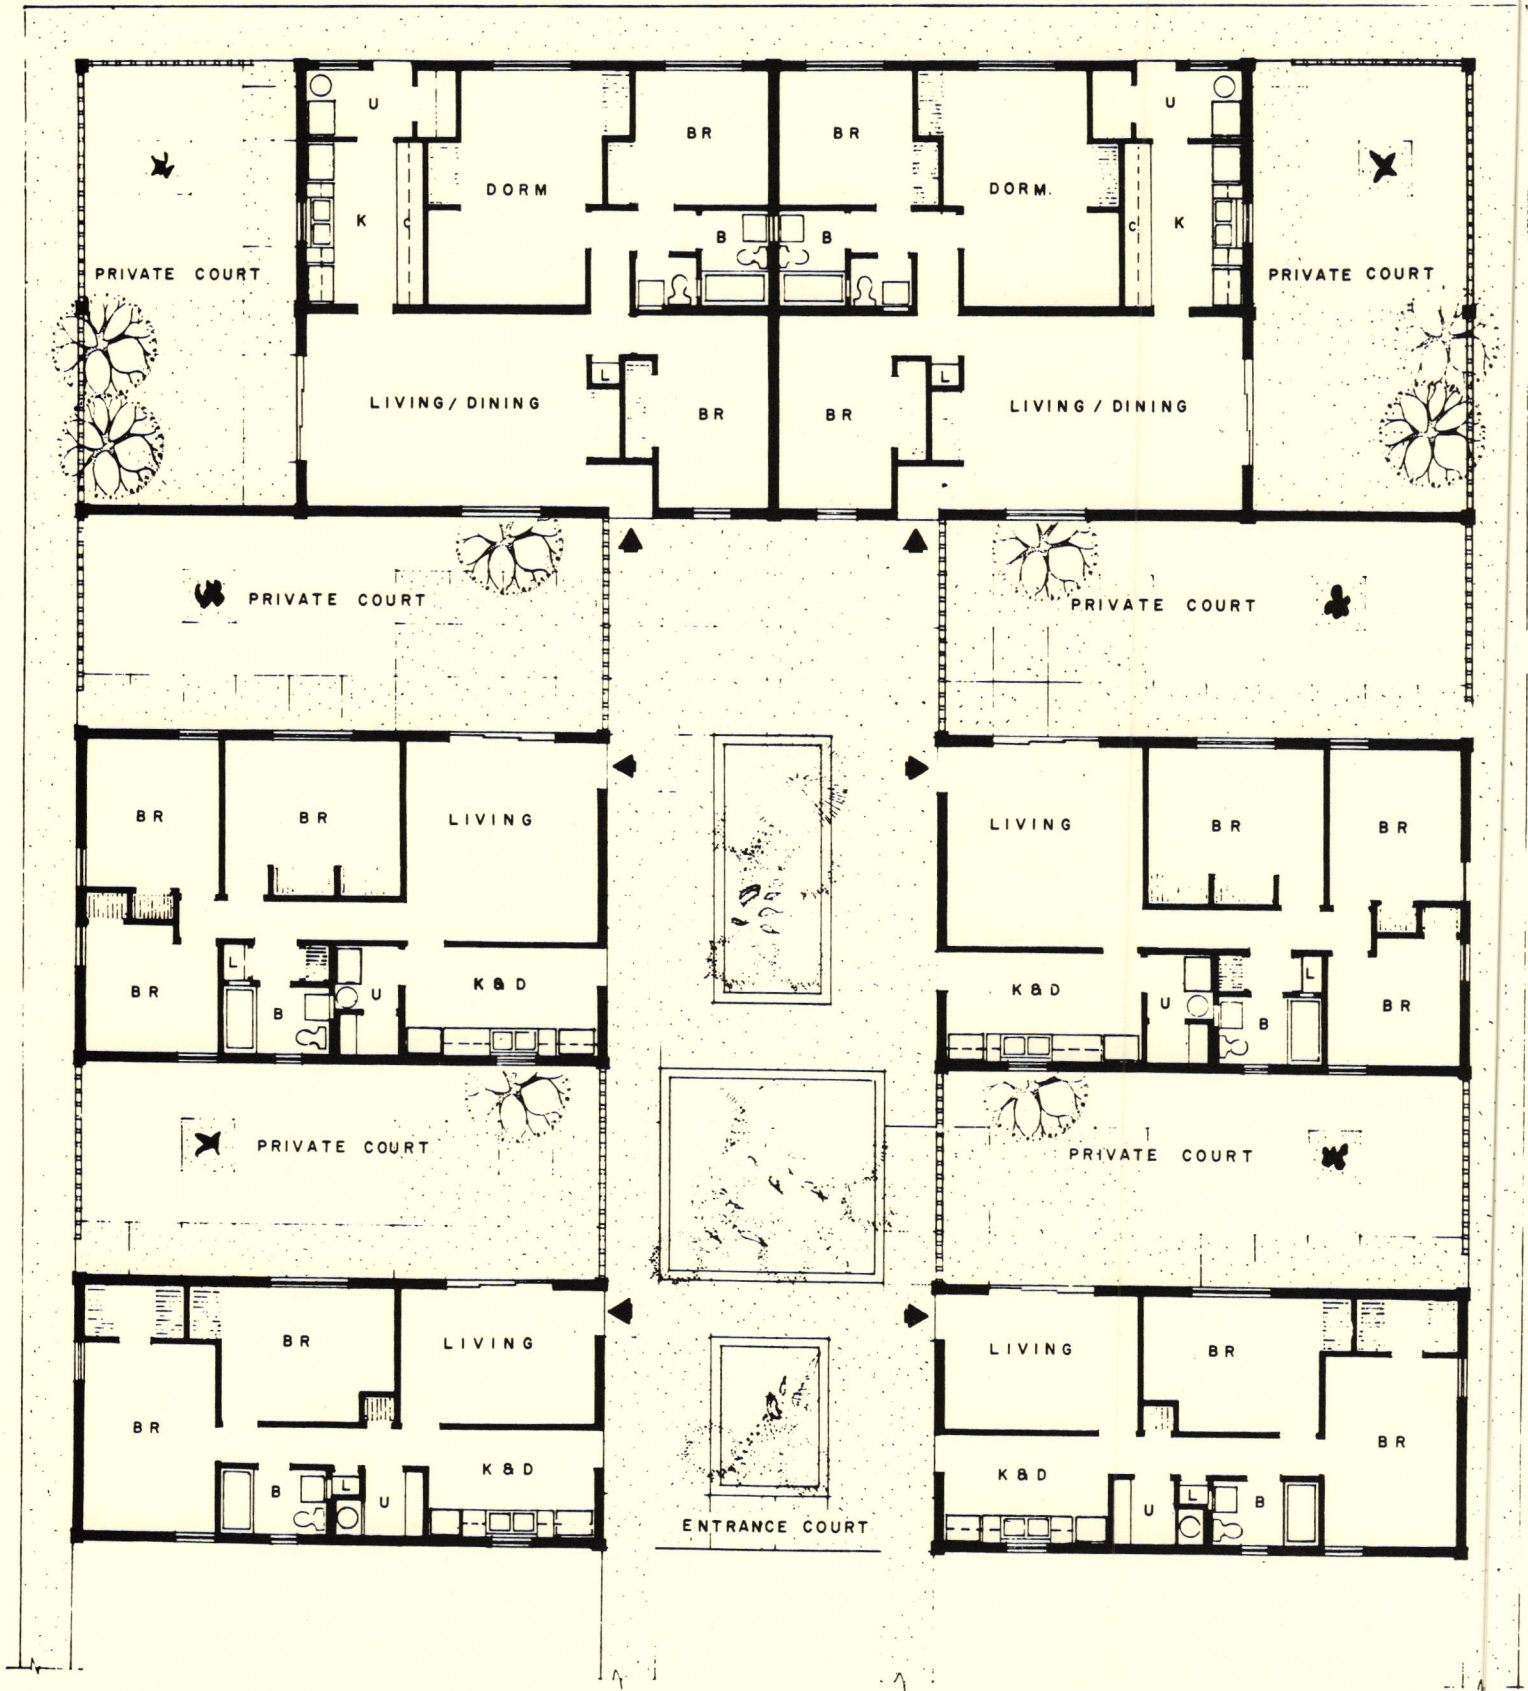 U
BR
BR
U
DORM
DORM.
K
C
B
B
C
K
PRIVATE COURT
PRIVATE COURT
L
L
LIVING/DINING
BR
BR
LIVING / DINING
PRIVATE COURT
PRIVATE COURT
BR
BR
LIVING
LIVING
BR
BR
L
L
BR
U
K & D
K & D
U
BR
B
B
PRIVATE COURT
PRIVATE COURT
BR
LIVING
LIVING
BR
BR
BR
K & D
K & D
B
L
U
U
L
B
ENTRANCE COURT